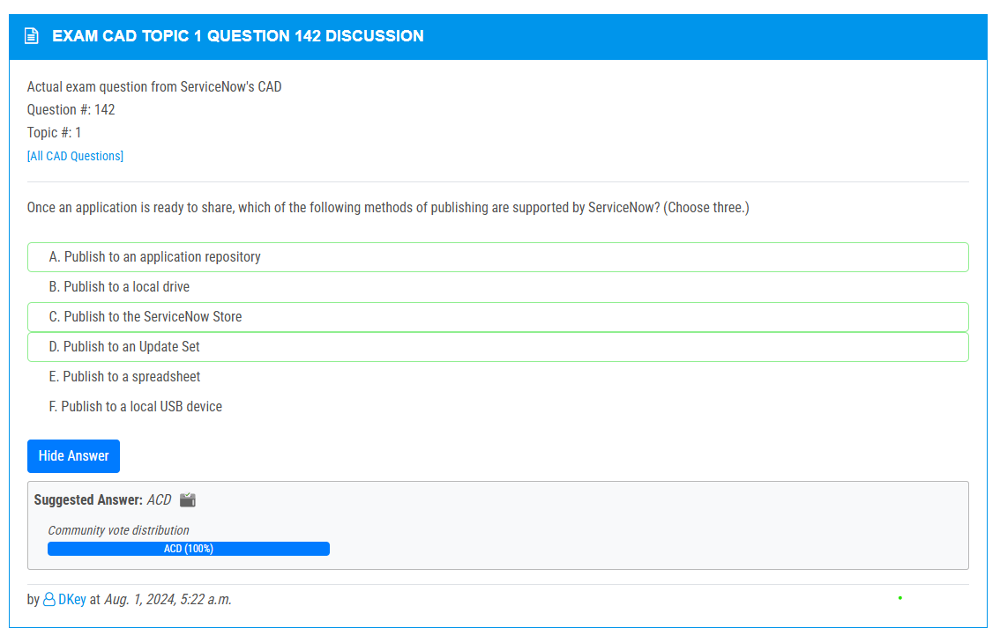 EXAM CAD TOPIC 1 QUESTION 142 DISCUSSION
Actual exam question from ServiceNow's CAD
Question #: 142
Topic #: 1
[All CAD Questions]
Once an application is ready to share, which of the following methods of publishing are supported by ServiceNow? (Choose three.)
A. Publish to an application repository
B. Publish to a local drive
C. Publish to the ServiceNow Store
D. Publish to an Update Set
E. Publish to a spreadsheet
F. Publish to a local USB device
Hide Answer
Suggested Answer: ACD
Community vote distribution
ACD (100%)
by DKey at Aug. 1, 2024, 5:22 a.m.